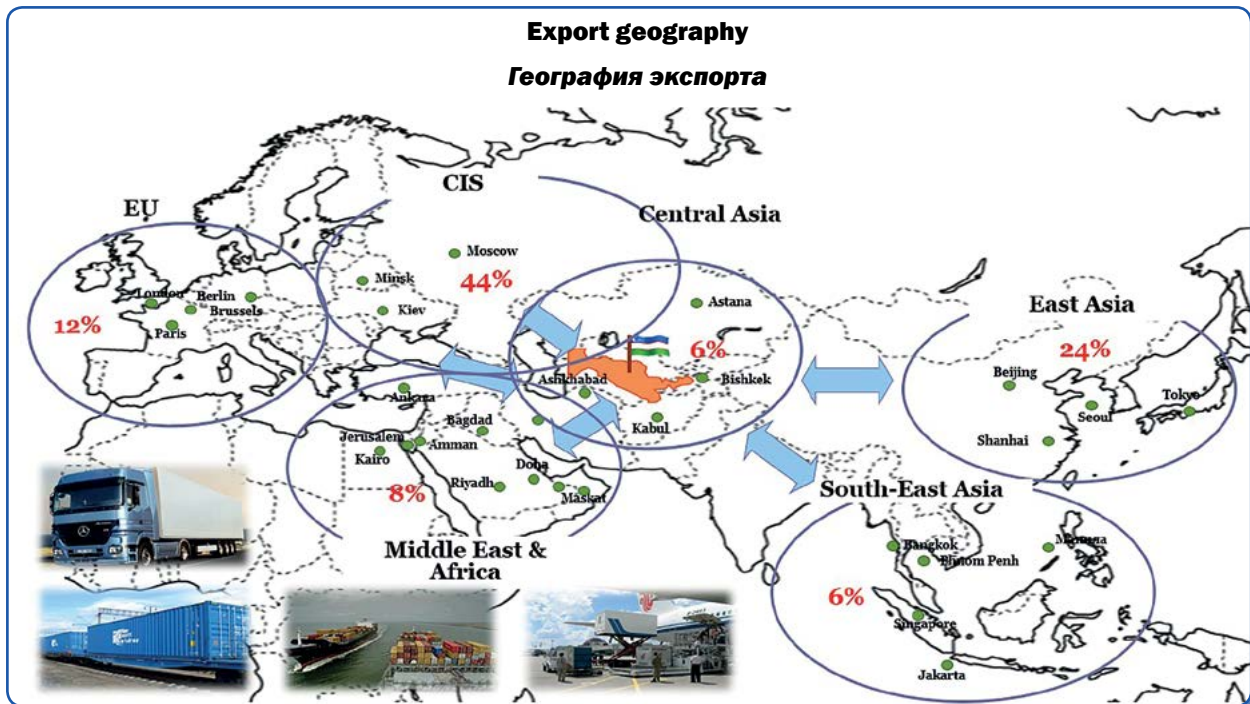 Export geography
География экспорта
CIS
EU
Central Asia
Moscow
44%
Minsk
Kiev
London
Berlin
Brussels
12%
Paris
Astana
6%
Ashkhabad
Bishkek
Kabul
East Asia
24%
Beijing
Seoul
Tokyo
Shanhai
Ankara
Bagdad
Jerusalem
Amman
Kairo
Doha
Riyadh
Maskat
8%
Middle East &
Africa
South-East Asia
Bangkok
Phnom Penh
Манила
6%
Singapore
Jakarta